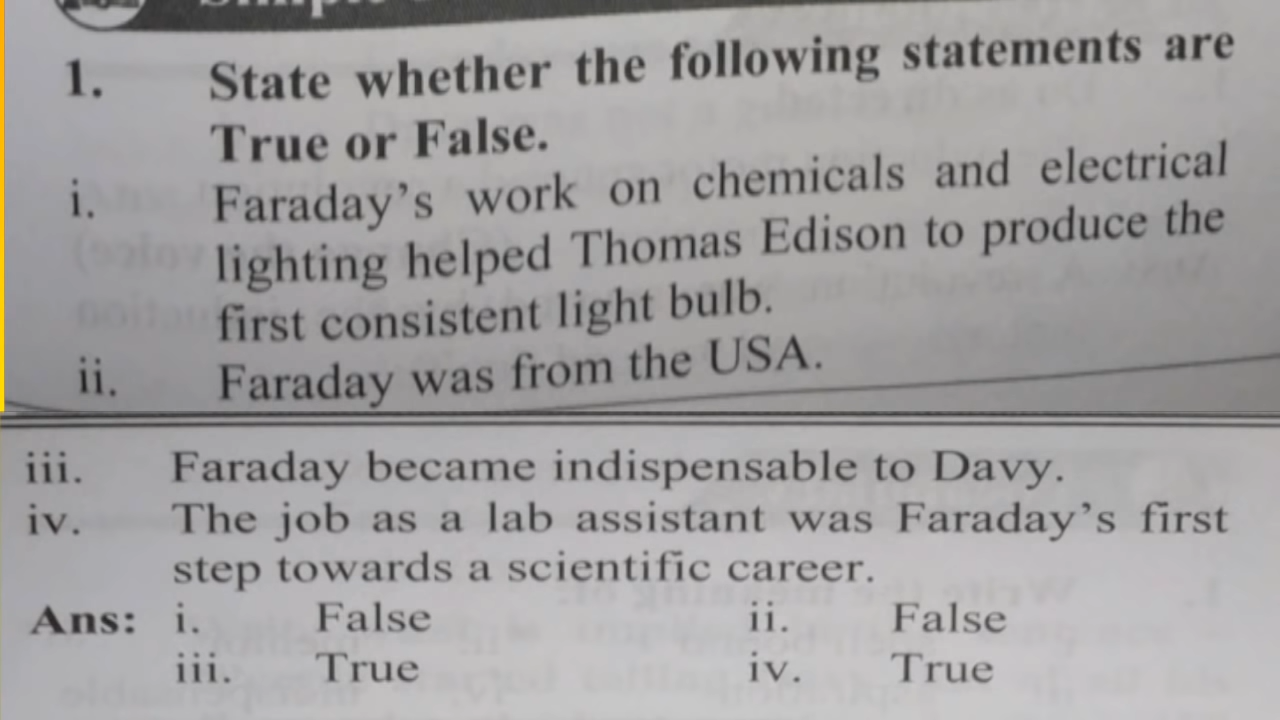 1. State whether the following statements are
True or False.
i. Faraday's work on chemicals and electrical
lighting helped Thomas Edison to produce the
first consistent light bulb.
ii. Faraday was from the USA.
iii. Faraday became indispensable to Davy.
iv. The job as a lab assistant was Faraday's first
step towards a scientific career.
Ans: i. False ii. False
iii. True iv. True